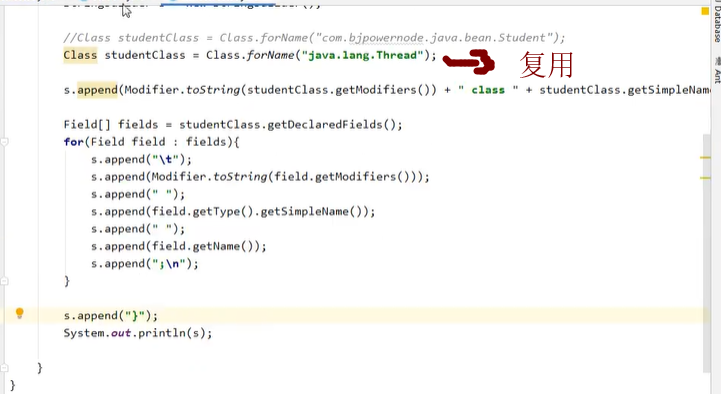 //Class studentClass = Class.forName("com.bjpowernode.java.bean.Student");
Class studentClass = Class.forName("java.lang.Thread");
复用
s.append(Modifier.toString(studentClass.getModifiers()) + " class " + studentClass.getSimpleName
Field[] fields = studentClass.getDeclaredFields();
for(Field field : fields){
s.append("\t");
s.append(Modifier.toString(field.getModifiers()));
s.append(" ");
s.append(field.getType().getSimpleName());
s.append(" ");
s.append(field.getName());
s.append(";\n");
}
s.append("}");
System.out.println(s);
}
}
Database
Ant